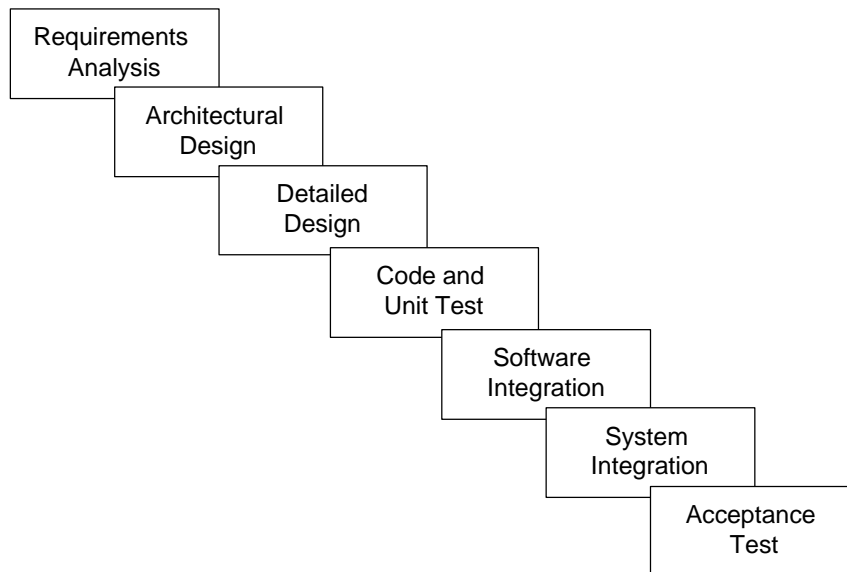 Requirements
Analysis
Architectural
Design
Detailed
Design
Code and
Unit Test
Software
Integration
System
Integration
Acceptance
Test